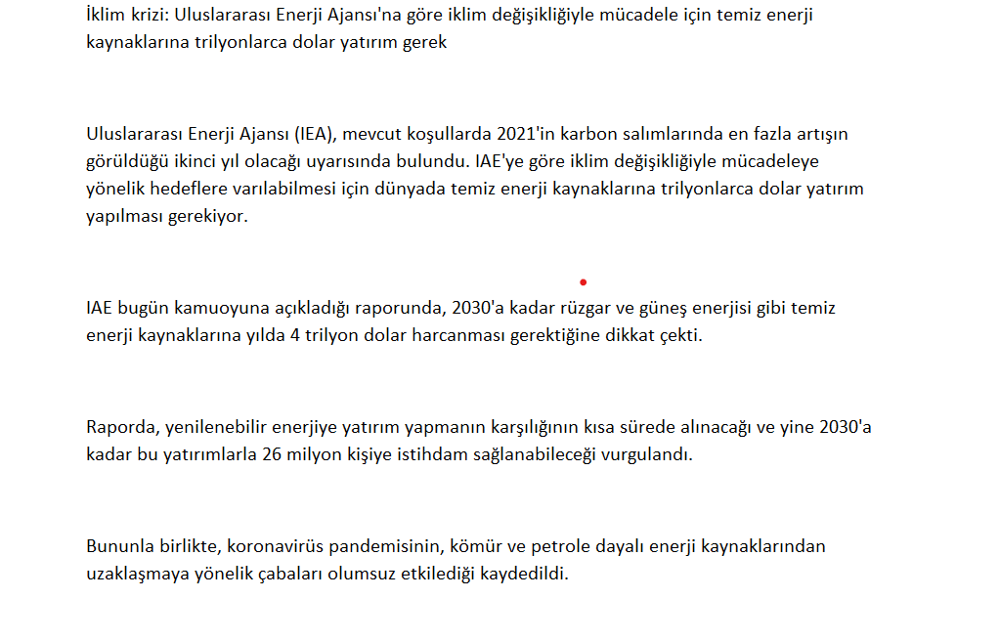 İklim krizi: Uluslararası Enerji Ajansı'na göre iklim değişikliğiyle mücadele için temiz enerji
kaynaklarına trilyonlarca dolar yatırım gerek
Uluslararası Enerji Ajansı (IEA), mevcut koşullarda 2021'in karbon salımlarında en fazla artışın
görüldüğü ikinci yıl olacağı uyarısında bulundu. IAE'ye göre iklim değişikliğiyle mücadeleye
yönelik hedeflere varılabilmesi için dünyada temiz enerji kaynaklarına trilyonlarca dolar yatırım
yapılması gerekiyor.
IAE bugün kamuoyuna açıkladığı raporunda, 2030'a kadar rüzgar ve güneş enerjisi gibi temiz
enerji kaynaklarına yılda 4 trilyon dolar harcanması gerektiğine dikkat çekti.
Raporda, yenilenebilir enerjiye yatırım yapmanın karşılığının kısa sürede alınacağı ve yine 2030'a
kadar bu yatırımlarla 26 milyon kişiye istihdam sağlanabileceği vurgulandı.
Bununla birlikte, koronavirüs pandemisinin, kömür ve petrole dayalı enerji kaynaklarından
uzaklaşmaya yönelik çabaları olumsuz etkilediği kaydedildi.